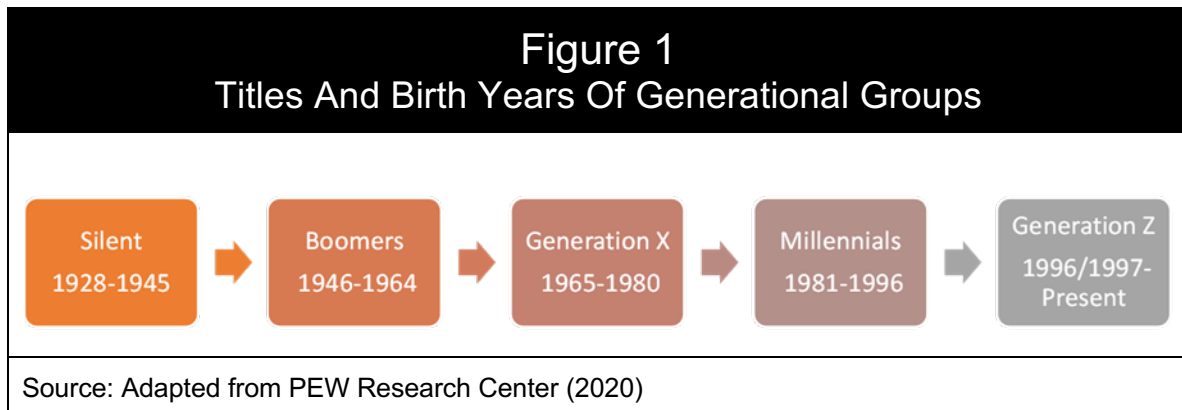 Figure 1
Titles And Birth Years Of Generational Groups
Silent
1928-1945
Boomers
1946-1964
Generation X
1965-1980
Millennials
1981-1996
Generation Z
1996/1997-
Present
Source: Adapted from PEW Research Center (2020)